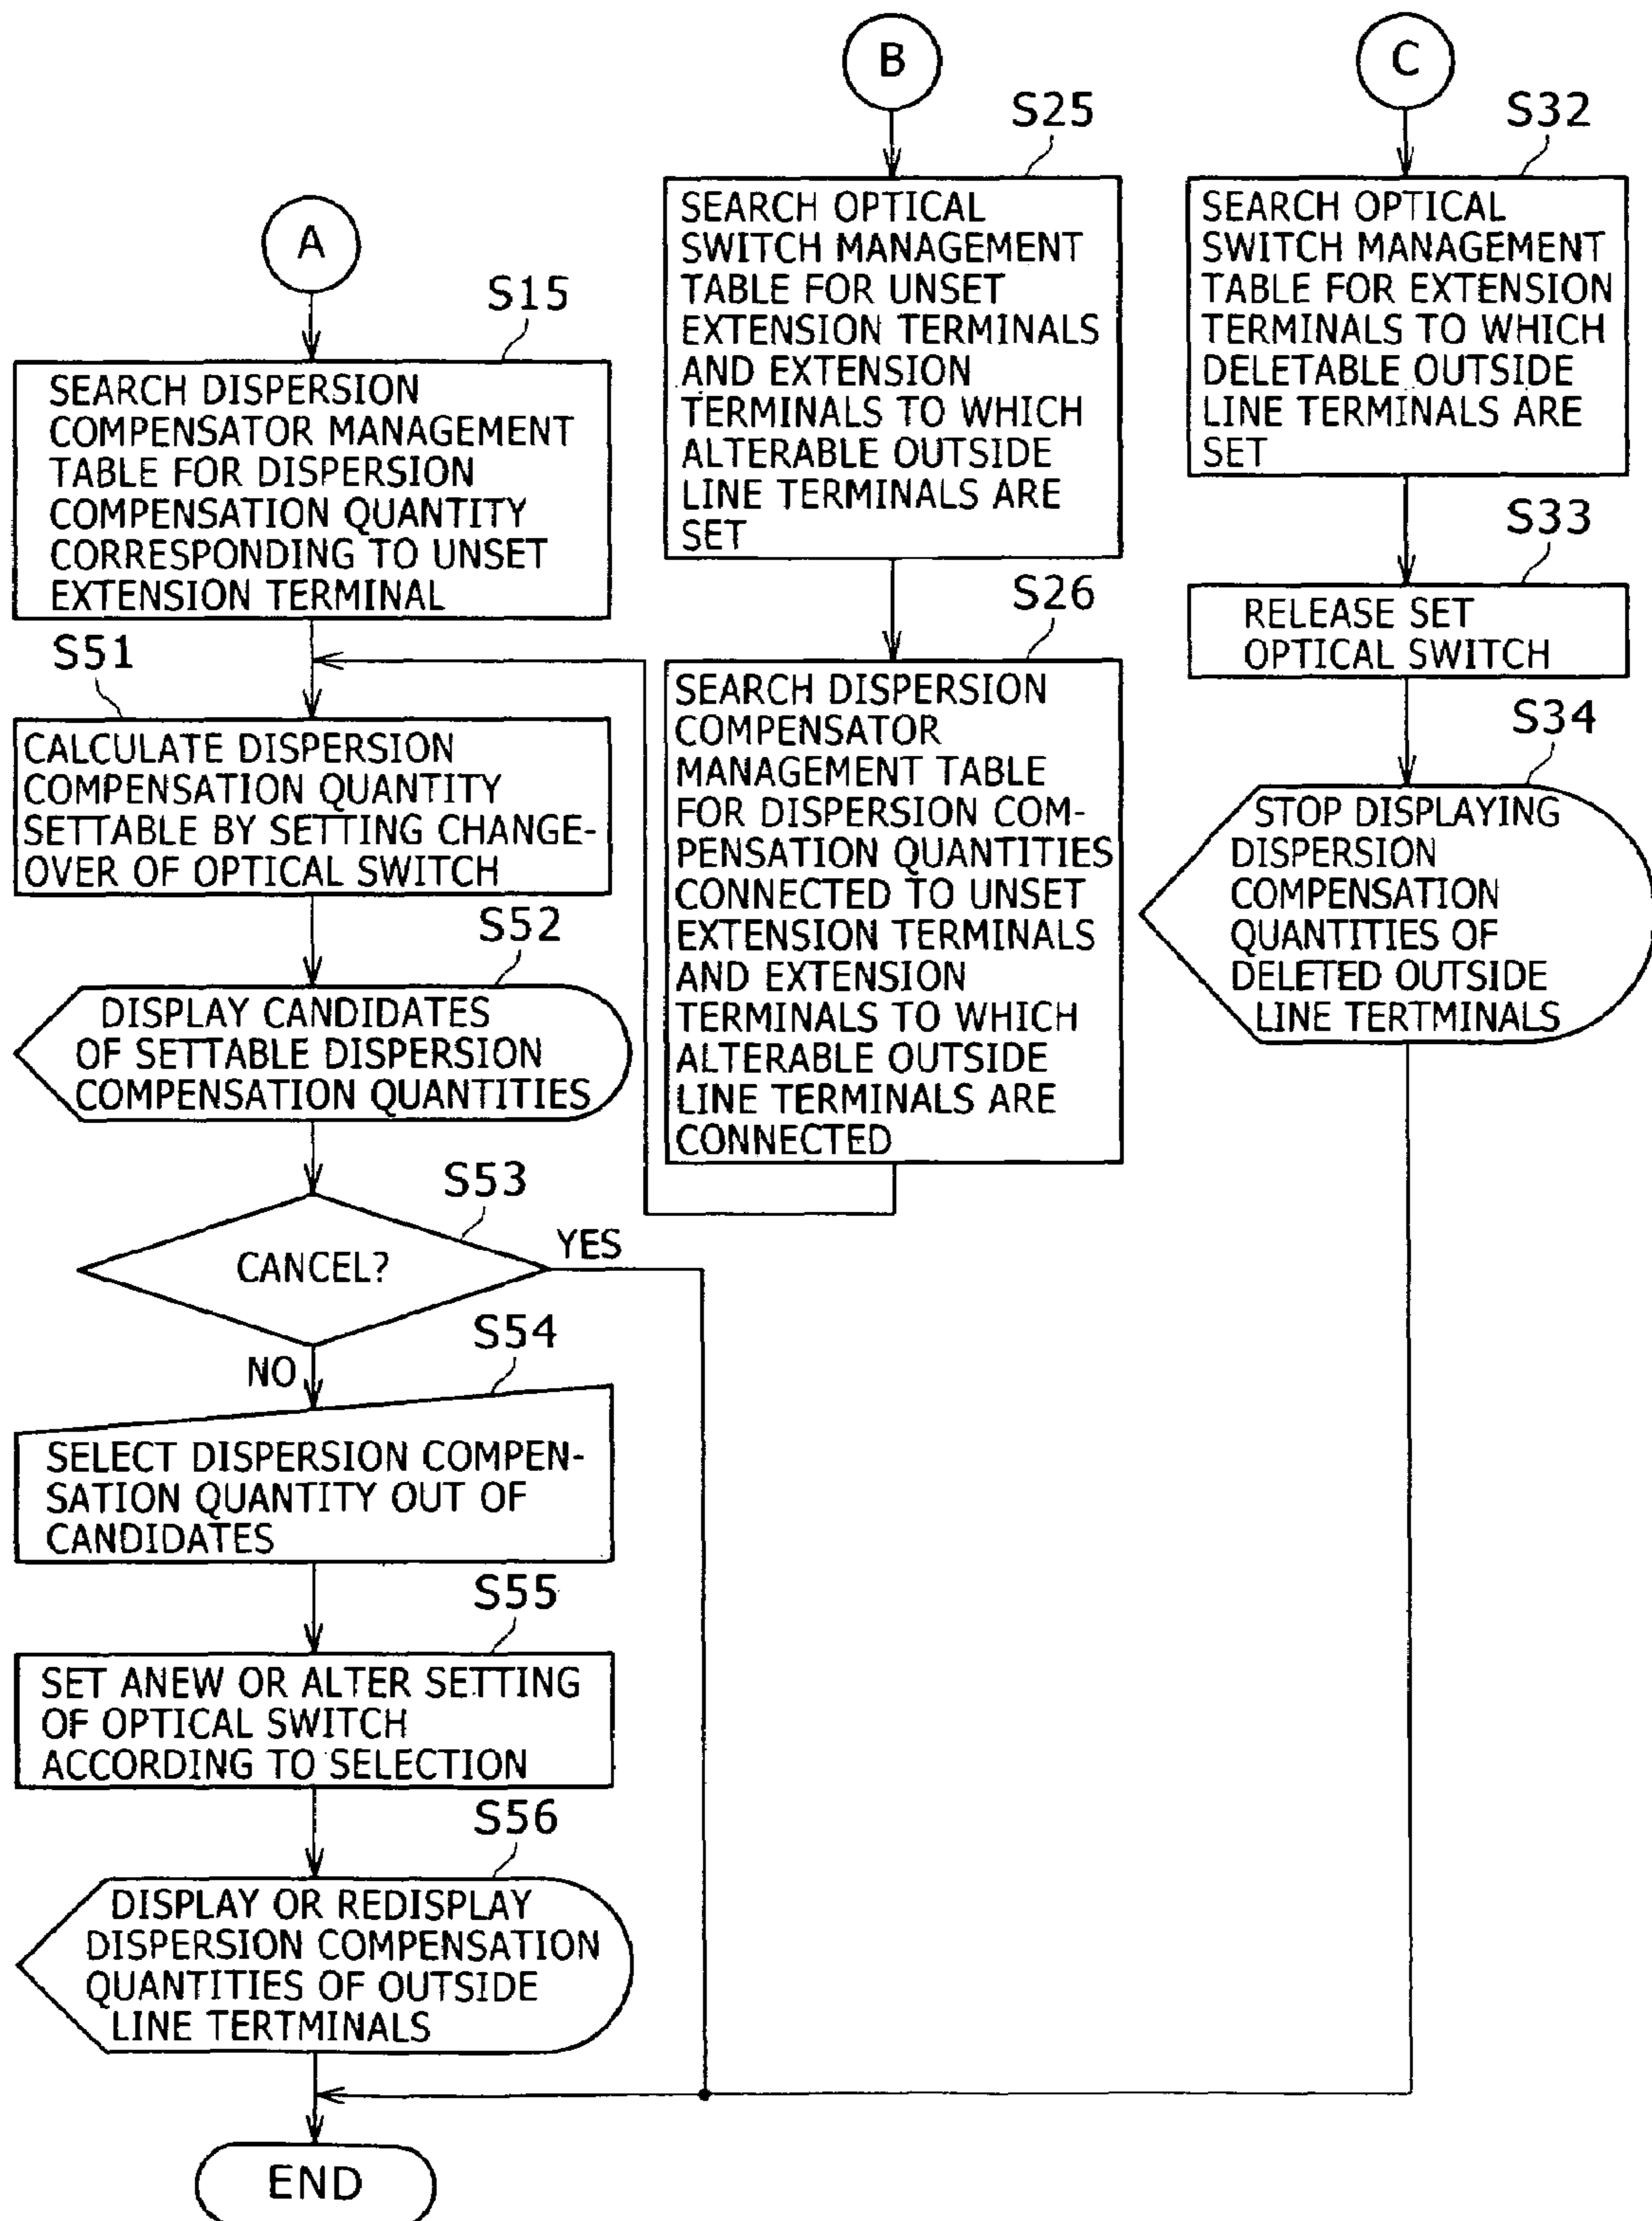 A
S15
SEARCH DISPERSION
COMPENSATOR MANAGEMENT
TABLE FOR DISPERSION
COMPENSATION QUANTITY
CORRESPONDING TO UNSET
EXTENSION TERMINAL
S51
CALCULATE DISPERSION
COMPENSATION QUANTITY
SETTABLE BY SETTING CHANGE-
OVER OF OPTICAL SWITCH
S52
DISPLAY CANDIDATES
OF SETTABLE DISPERSION
COMPENSATION QUANTITIES
S53
CANCEL?
YES
NO
S54
SELECT DISPERSION COMPEN-
SATION QUANTITY OUT OF
CANDIDATES
S55
SET ANEW OR ALTER SETTING
OF OPTICAL SWITCH
ACCORDING TO SELECTION
S56
DISPLAY OR REDISPLAY
DISPERSION COMPENSATION
QUANTITIES OF OUTSIDE
LINE TERTMINALS
END
B
S25
SEARCH OPTICAL
SWITCH MANAGEMENT
TABLE FOR UNSET
EXTENSION TERMINALS
AND EXTENSION
TERMINALS TO WHICH
ALTERABLE OUTSIDE
LINE TERMINALS ARE
SET
S26
SEARCH DISPERSION
COMPENSATOR
MANAGEMENT TABLE
FOR DISPERSION COM-
PENSATION QUANTITIES
CONNECTED TO UNSET
EXTENSION TERMINALS
AND EXTENSION
TERMINALS TO WHICH
ALTERABLE OUTSIDE
LINE TERMINALS ARE
CONNECTED
C
S32
SEARCH OPTICAL
SWITCH MANAGEMENT
TABLE FOR EXTENSION
TERMINALS TO WHICH
DELETABLE OUTSIDE
LINE TERMINALS ARE
SET
S33
RELEASE SET
OPTICAL SWITCH
S34
STOP DISPLAYING
DISPERSION
COMPENSATION
QUANTITIES OF
DELETED OUTSIDE
LINE TERTMINALS